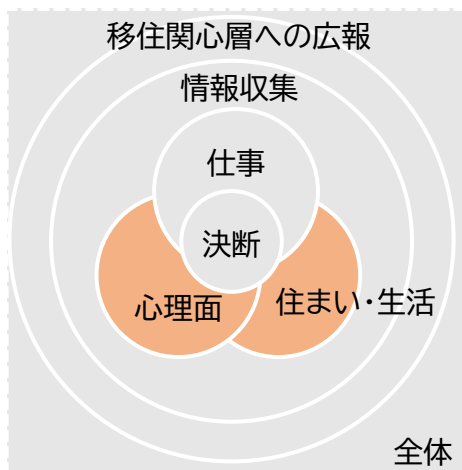 移住関心層への広報
情報収集
仕事
決断
心理面
住まい・生活
全体